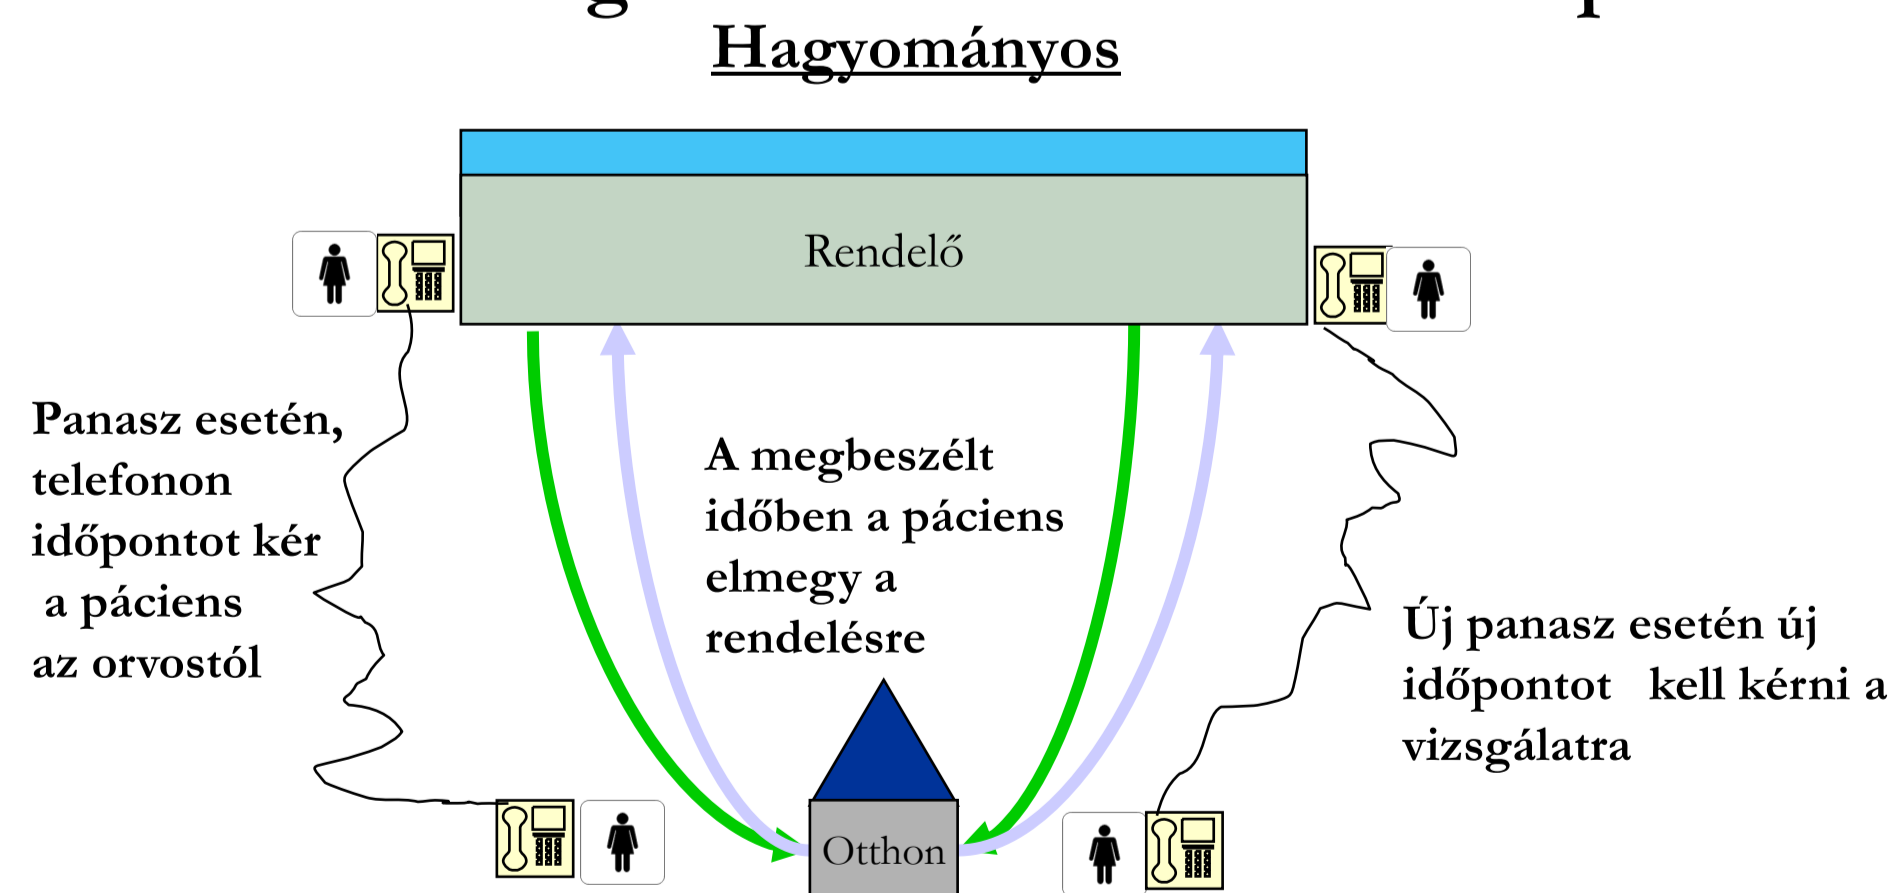 Hagyományos
Rendelő
Panasz esetén,
telefonon
időpontot kér
a páciens
az orvostól
A megbeszélt
időben a páciens
elmegy a
rendelésre
Új panasz esetén új
időpontot kell kérni a
vizsgálatra
Otthon